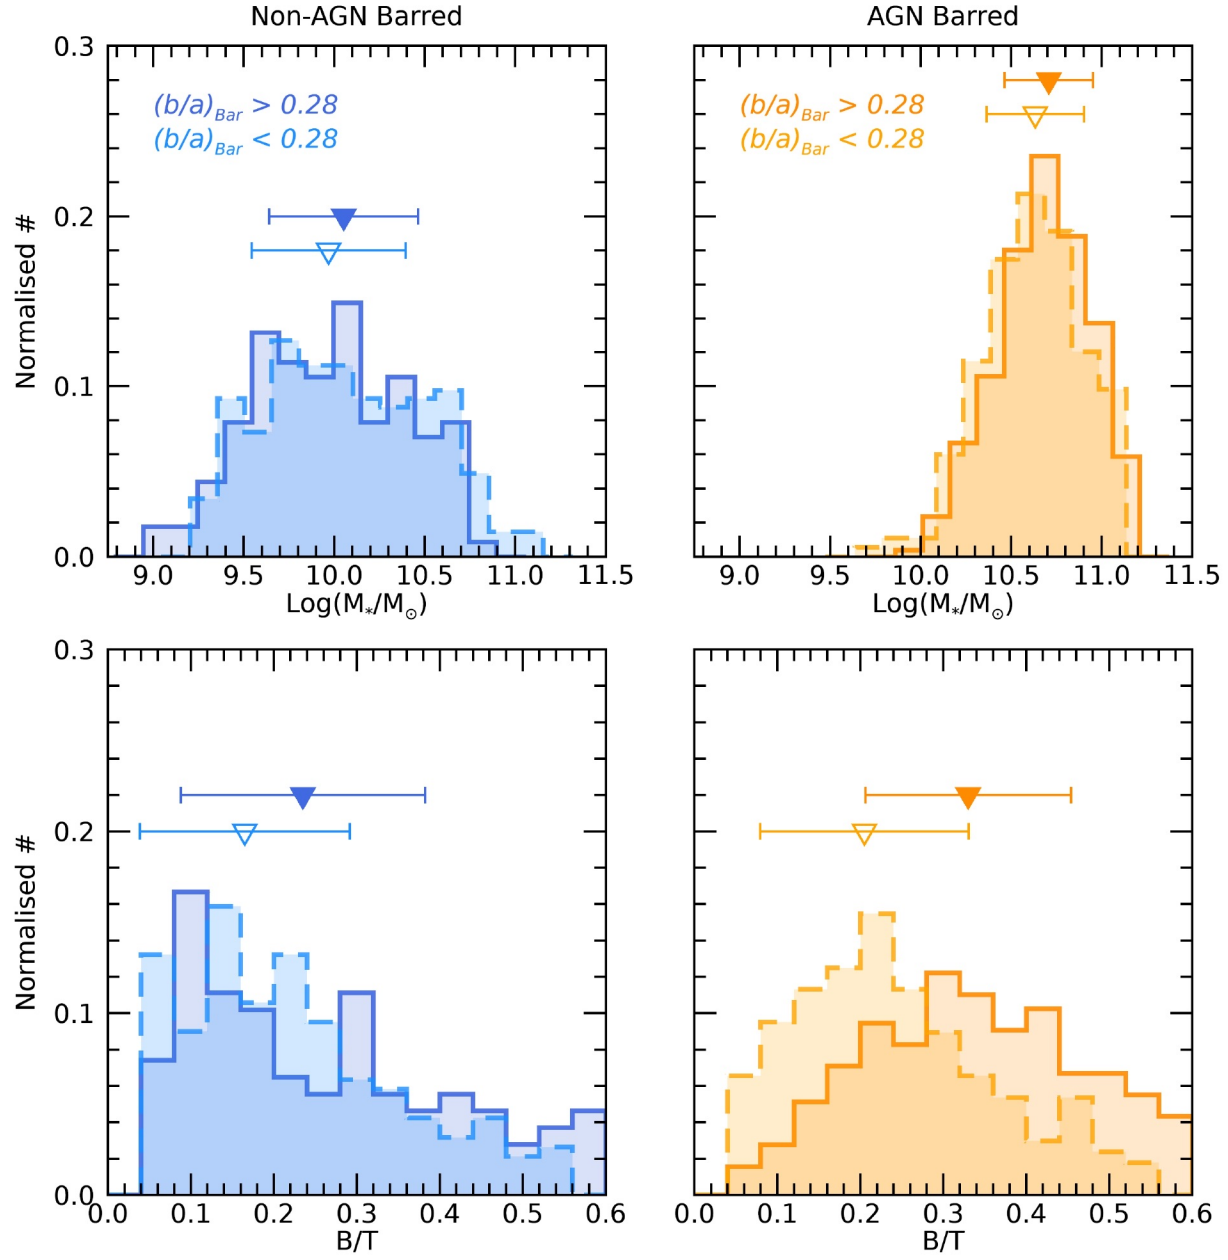 Non-AGN Barred
AGN Barred
(b/a)Bar > 0.28
(b/a)Bar < 0.28
(b/a)Bar > 0.28
(b/a)Bar < 0.28
Normalised #
0.3
0.2
0.1
0.0
9.0 9.5 10.0 10.5 11.0 11.5
Log(M*/M⊙)
9.0 9.5 10.0 10.5 11.0 11.5
Log(M*/M⊙)
Normalised #
0.3
0.2
0.1
0.0
0.0 0.1 0.2 0.3 0.4 0.5 0.6
B/T
0.0 0.1 0.2 0.3 0.4 0.5 0.6
B/T